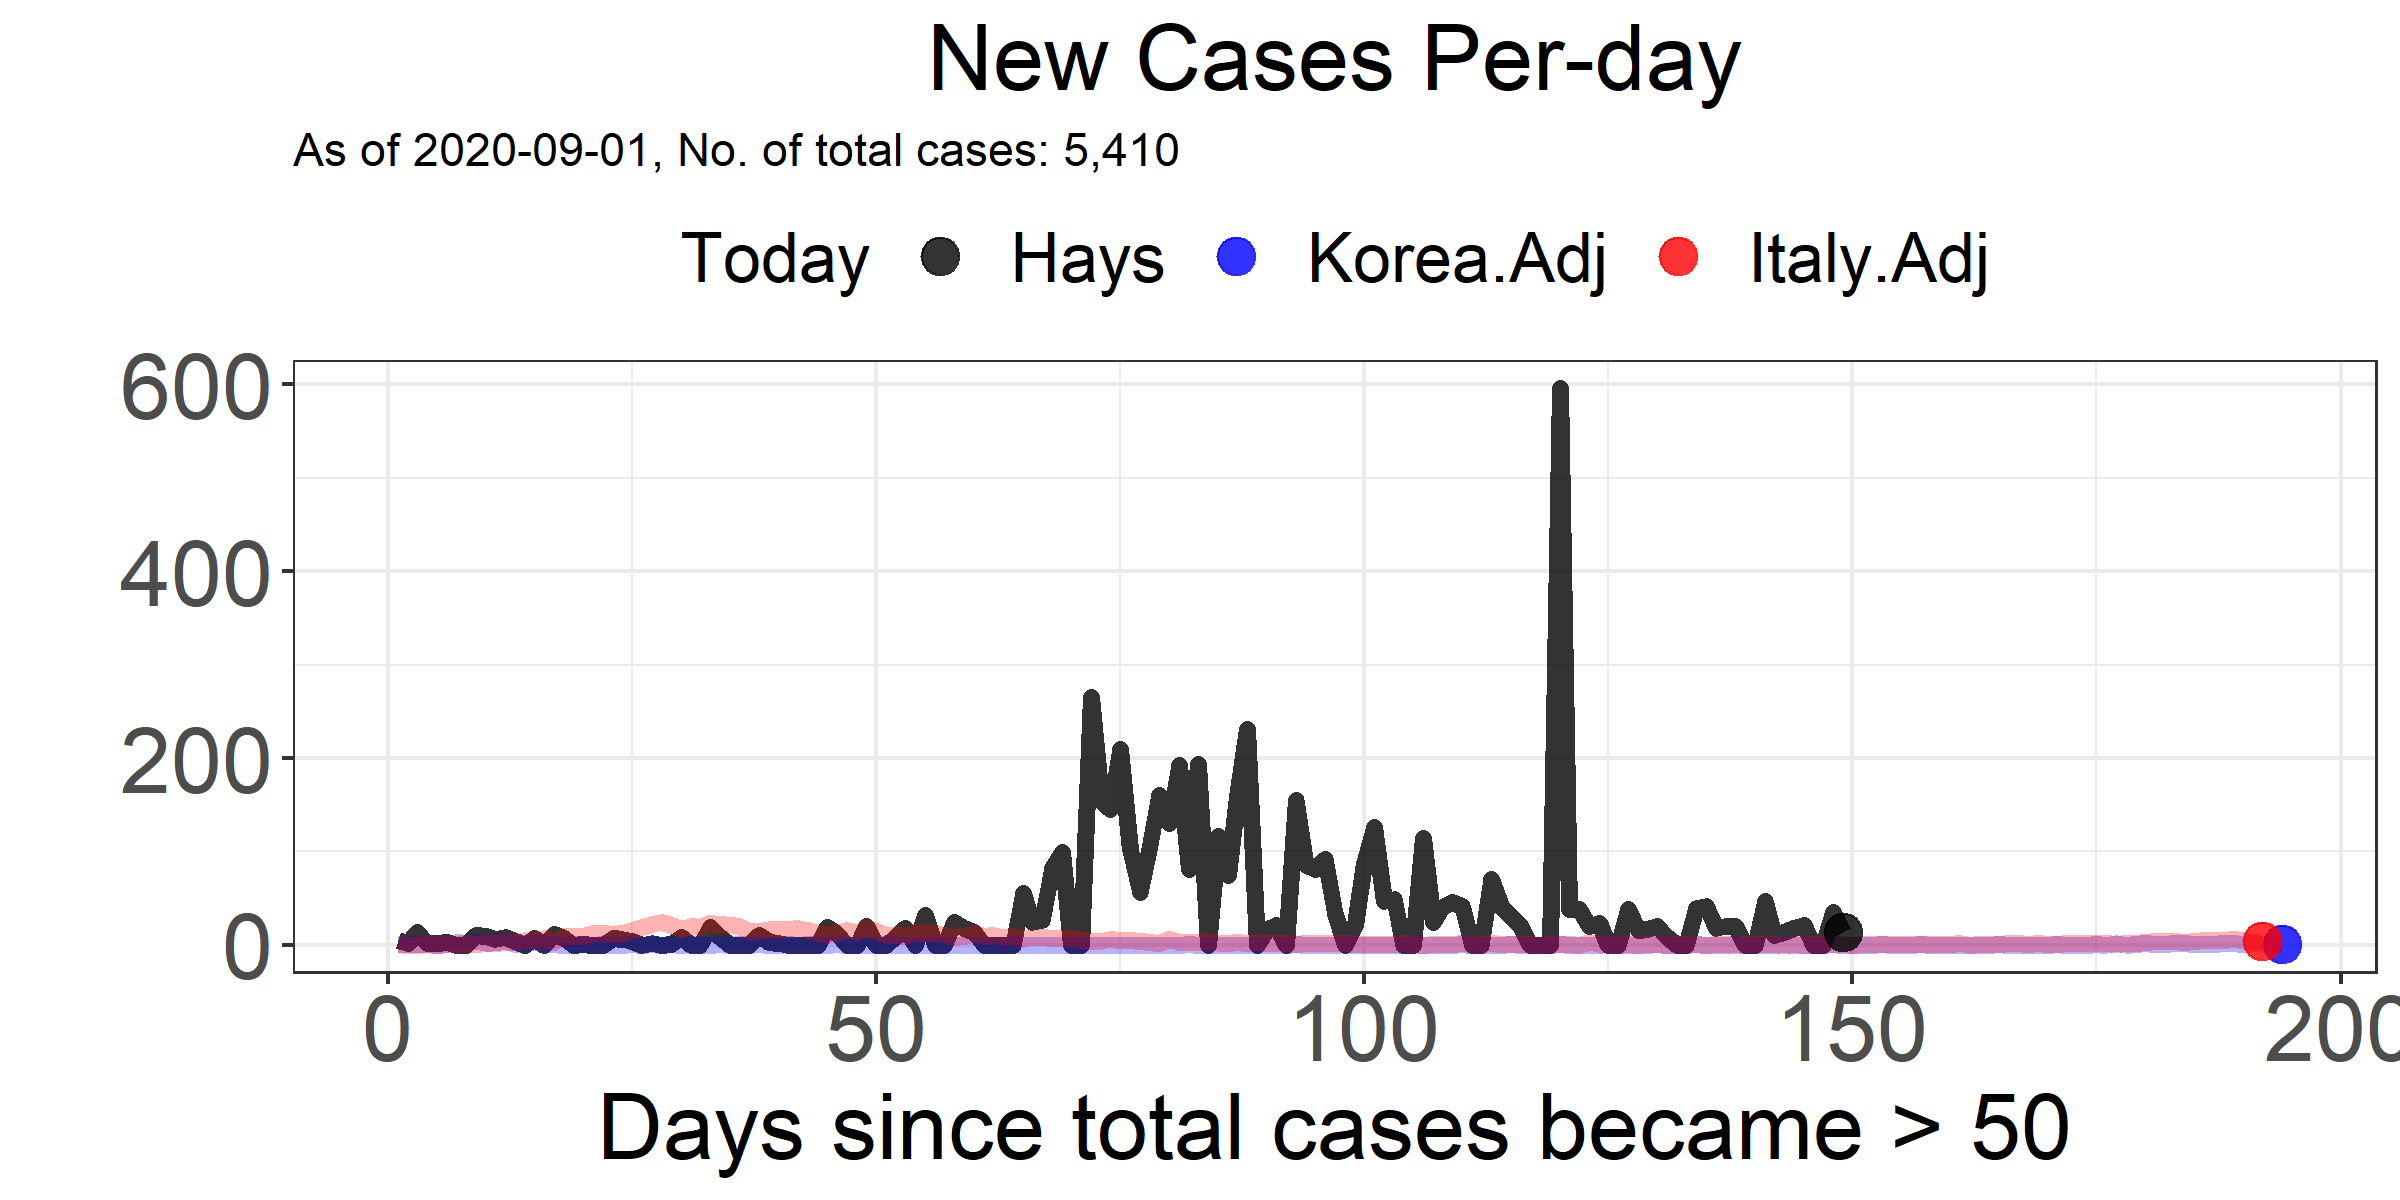 New Cases Per-day
As of 2020-09-01, No. of total cases: 5,410
Today Hays Korea.Adj Italy.Adj
600
400
200
0
0 50 100 150 200
Days since total cases became > 50